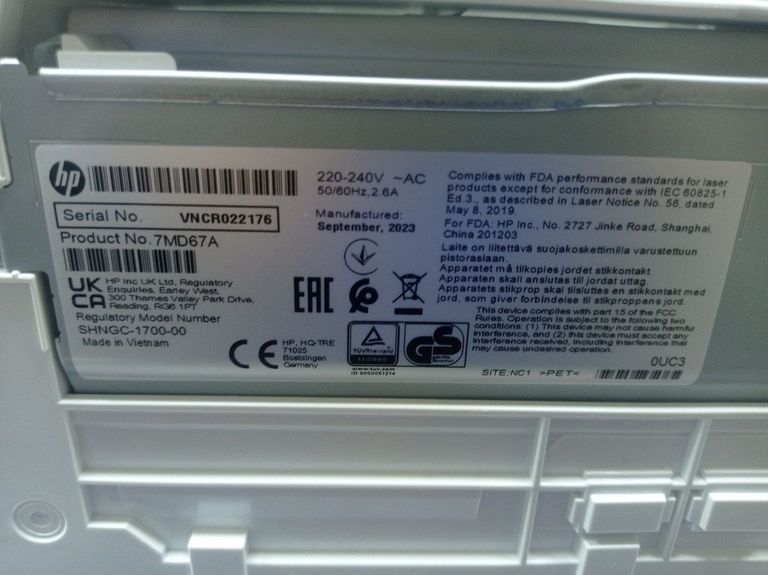 hp
220-240V ~AC
50/60Hz, 2.6A
Serial No. VNCR022176
Product No.7MD67A
Manufactured:
September, 2023
UK
CA
HP Inc UK Ltd, Regulatory
Enquiries, Earley West,
300 Thames Valley Park Drive,
Reading, RG6 1PT
Regulatory Model Number
SHNGC-1700-00
Made in Vietnam
EAC
CE
HP, HQ-TRE
71025
Boeblingen
Germany
TÜVRheinland
CERTIFIED
www.tuv.com
ID 0000051214
GS
Complies with FDA performance standards for laser
products except for conformance with IEC 60825-1
Ed.3., as described in Laser Notice No. 56, dated
May 8, 2019.
For FDA: HP Inc., No. 2727 Jinke Road, Shanghai,
China 201203
Laite on liitettävä suojakoskettimilla varustettuun
pistorasiaan.
Apparatet må tilkoples jordet stikkontakt.
Apparaten skall anslutas till jordat uttag.
Apparatets stikprop skal tilsluttes en stikkontakt med
jord, som giver forbindelse til stikproppens jord.
This device complies with part 15 of the FCC
Rules. Operation is subject to the following two
conditions: (1) This device may not cause harmful
interference, and (2) this device must accept any
interference received, including interference that
may cause undesired operation.
0UC3
SITE:NC1 >PET<